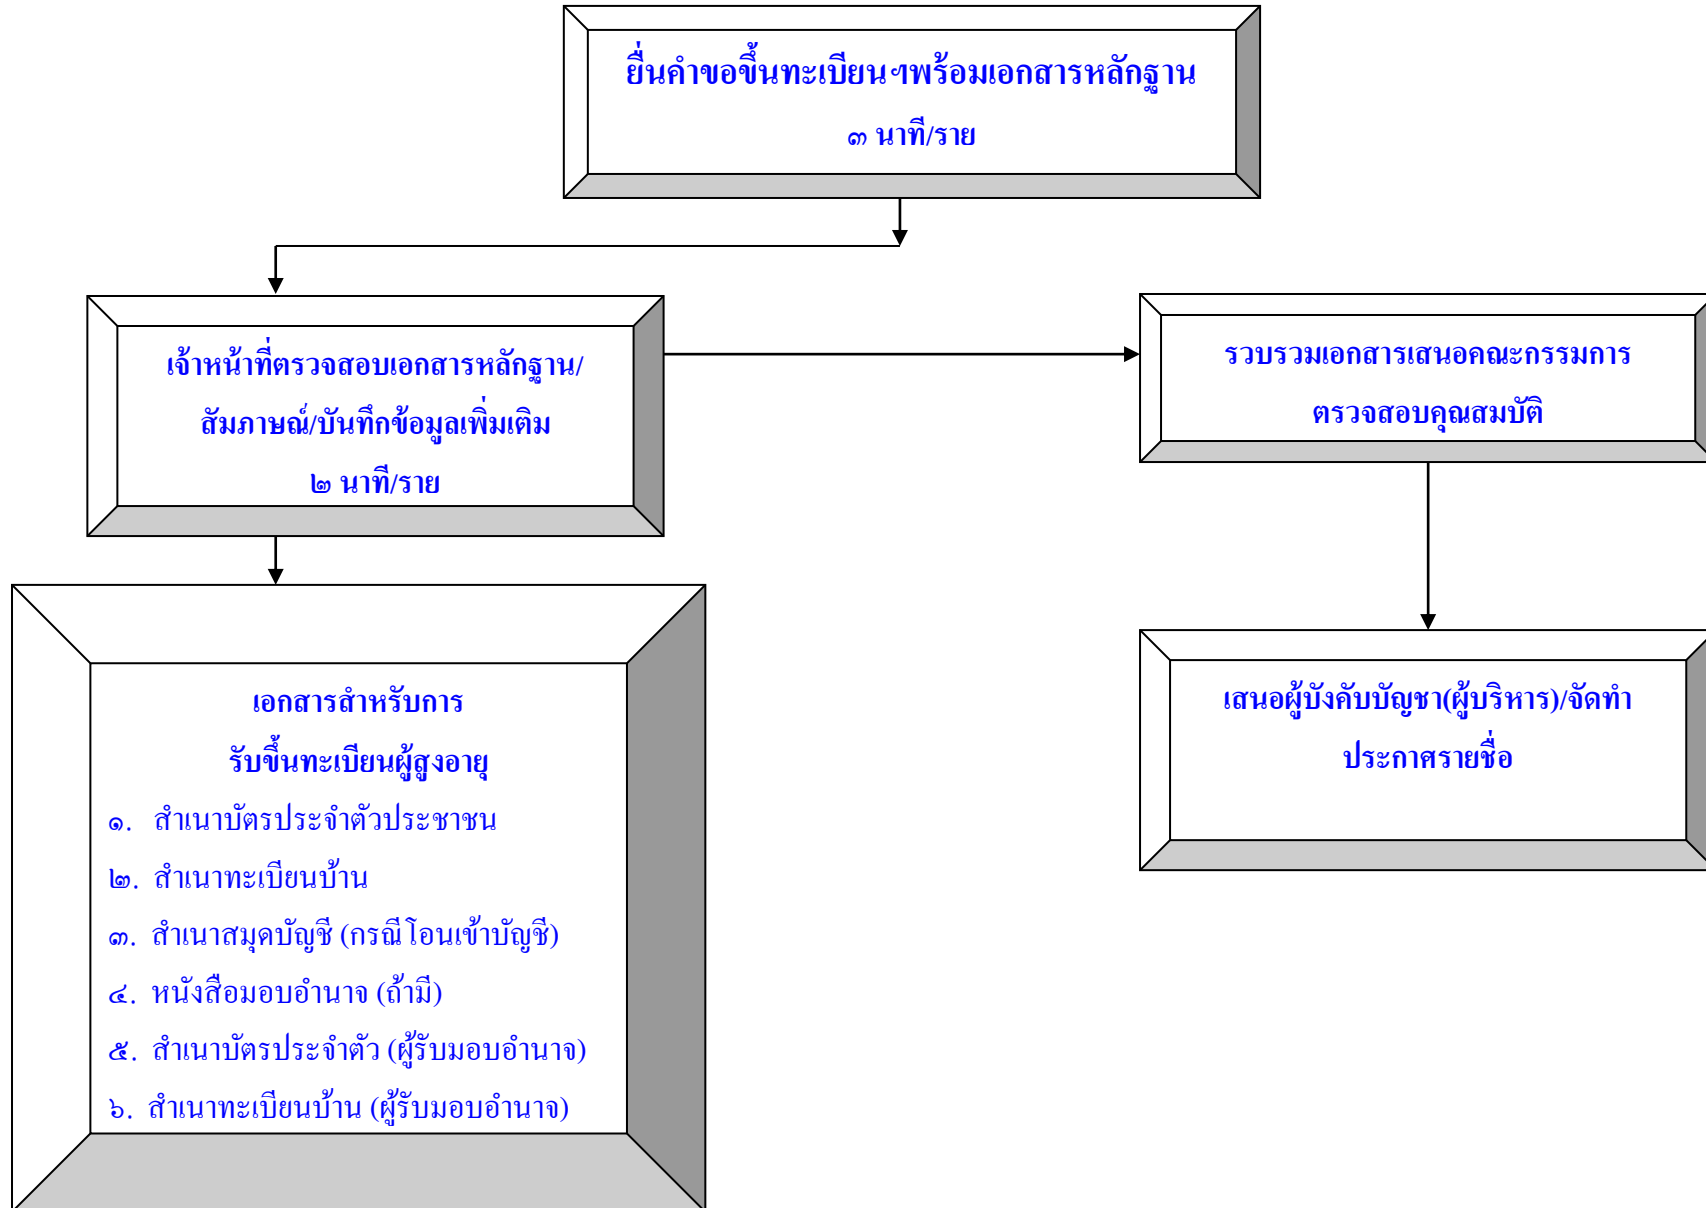 ยื่นคำขอขึ้นทะเบียนฯพร้อมเอกสารหลักฐาน
๓ นาที/ราย
เจ้าหน้าที่ตรวจสอบเอกสารหลักฐาน/
สัมภาษณ์/บันทึกข้อมูลเพิ่มเติม
๒ นาที/ราย
รวบรวมเอกสารเสนอคณะกรรมการ
ตรวจสอบคุณสมบัติ
เอกสารสำหรับการ
รับขึ้นทะเบียนผู้สูงอายุ
๑. สำเนาบัตรประจำตัวประชาชน
๒. สำเนาทะเบียนบ้าน
๓. สำเนาสมุดบัญชี (กรณีโอนเข้าบัญชี)
๔. หนังสือมอบอำนาจ (ถ้ามี)
๕. สำเนาบัตรประจำตัว (ผู้รับมอบอำนาจ)
๖. สำเนาทะเบียนบ้าน (ผู้รับมอบอำนาจ)
เสนอผู้บังคับบัญชา(ผู้บริหาร)/จัดทำ
ประกาศรายชื่อ